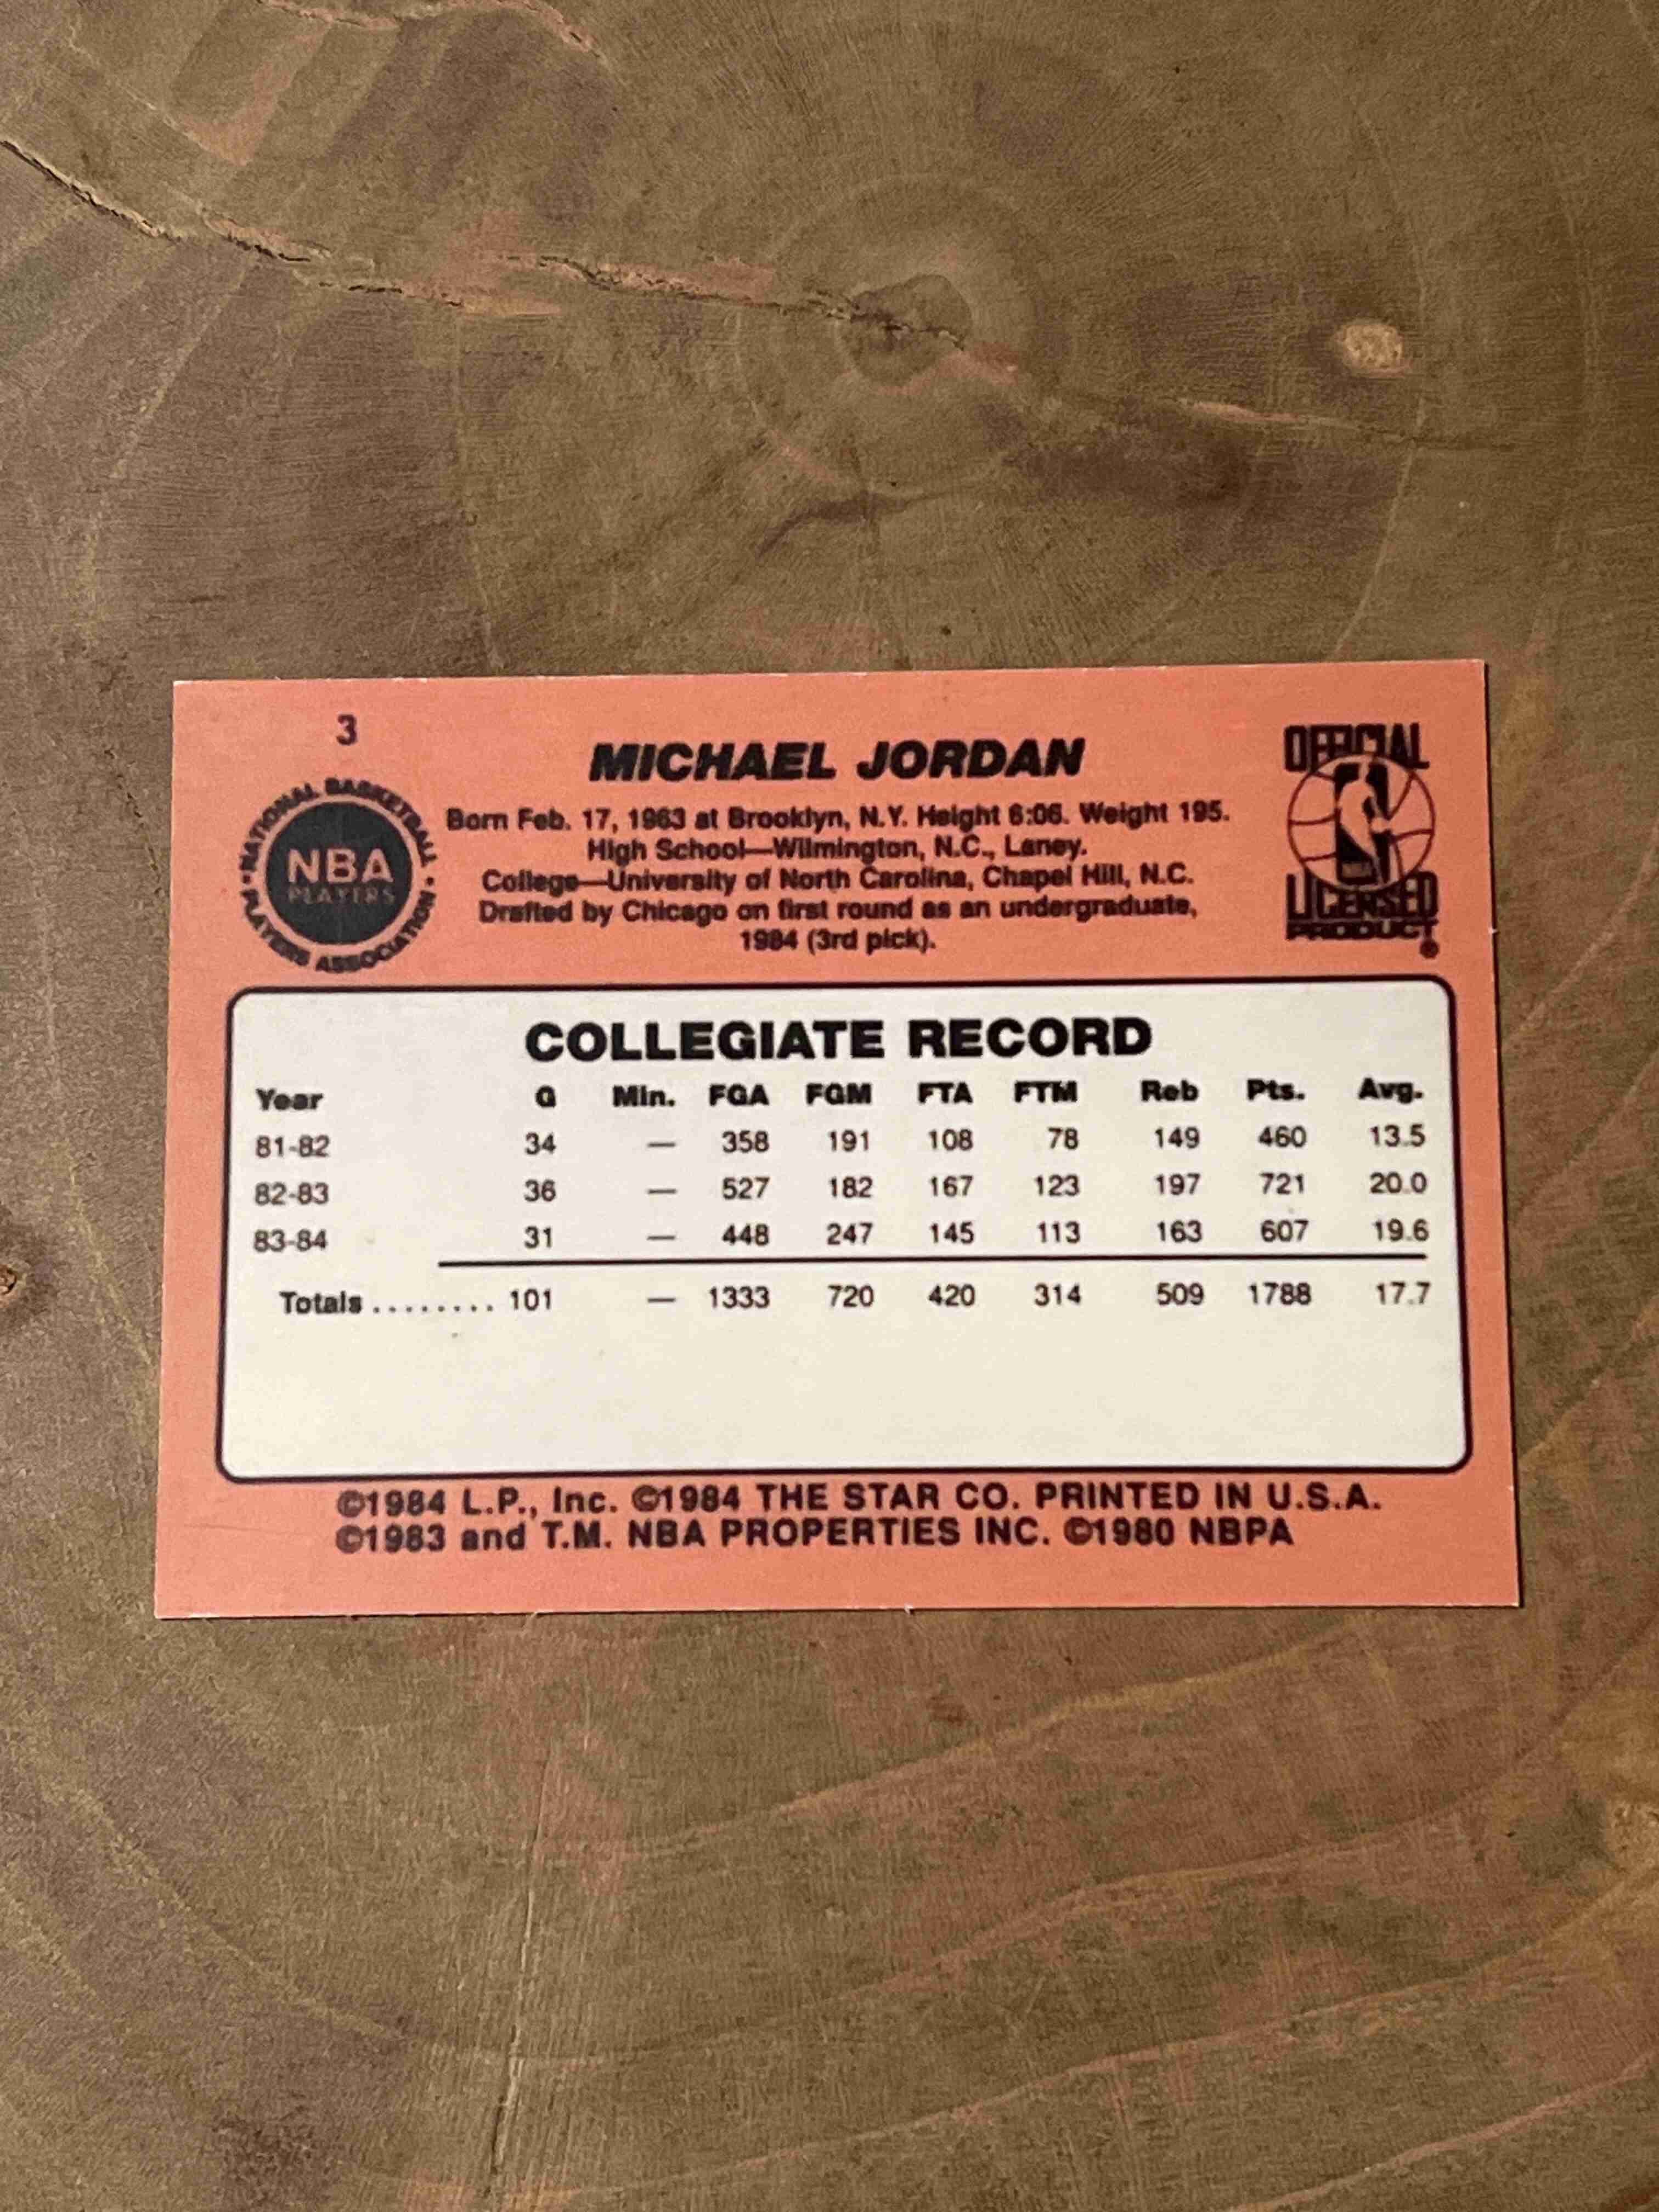 3
MICHAEL JORDAN
Born Feb. 17, 1963 at Brooklyn, N.Y. Height 6:06. Weight 195.
High School—Wilmington, N.C., Laney.
College—University of North Carolina, Chapel Hill, N.C.
Drafted by Chicago on first round as an undergraduate,
1984 (3rd pick).
• NATIONAL BASKETBALL •
PLAYERS ASSOCIATION
NBA
PLAYERS
OFFICIAL
LICENSED
PRODUCT
®
COLLEGIATE RECORD
Year G Min. FGA FGM FTA FTM Reb Pts. Avg.
81-82 34 — 358 191 108 78 149 460 13.5
82-83 36 — 527 182 167 123 197 721 20.0
83-84 31 — 448 247 145 113 163 607 19.6
Totals ........ 101 — 1333 720 420 314 509 1788 17.7
©1984 L.P., Inc. ©1984 THE STAR CO. PRINTED IN U.S.A.
©1983 and T.M. NBA PROPERTIES INC. ©1980 NBPA